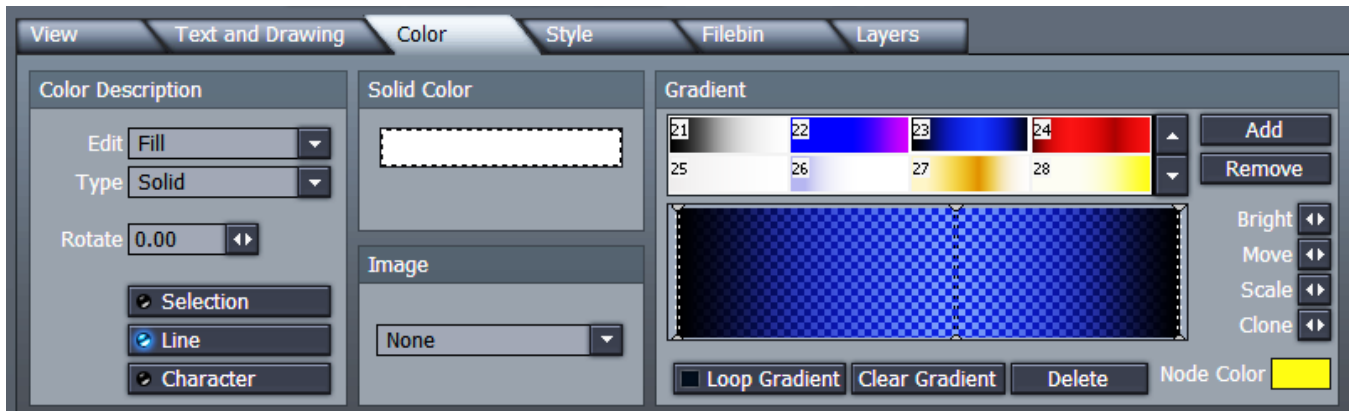 View Text and Drawing Color Style Filebin Layers
Color Description
Edit Fill
Type Solid
Rotate 0.00
Selection
Line
Character
Solid Color
Image
None
Gradient
21 22 23 24
25 26 27 28
Add
Remove
Bright
Move
Scale
Clone
Loop Gradient Clear Gradient Delete Node Color